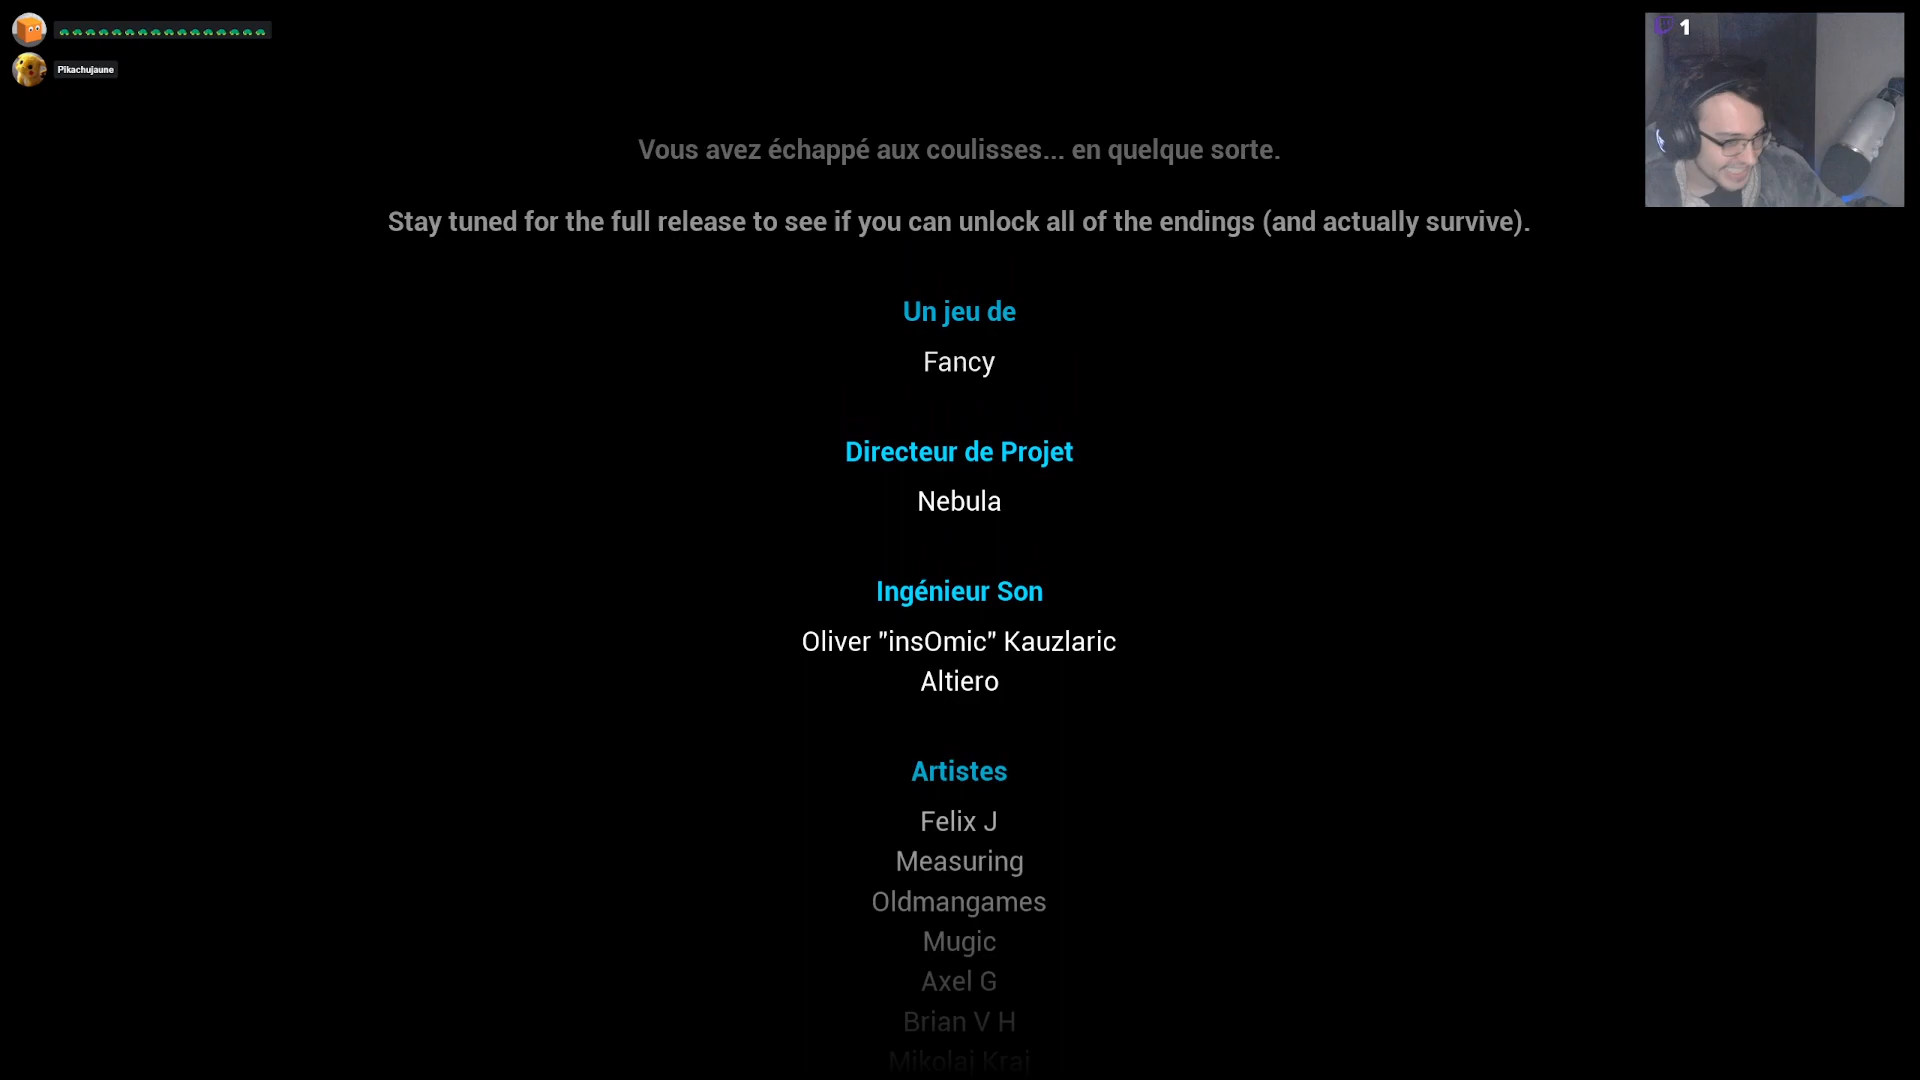 1
Pikachujaune
Vous avez échappé aux coulisses... en quelque sorte.
Stay tuned for the full release to see if you can unlock all of the endings (and actually survive).
Un jeu de
Fancy
Directeur de Projet
Nebula
Ingénieur Son
Oliver "insOmic" Kauzlaric
Altiero
Artistes
Felix J
Measuring
Oldmangames
Mugic
Axel G
Brian V H
Mikolaj Kraj